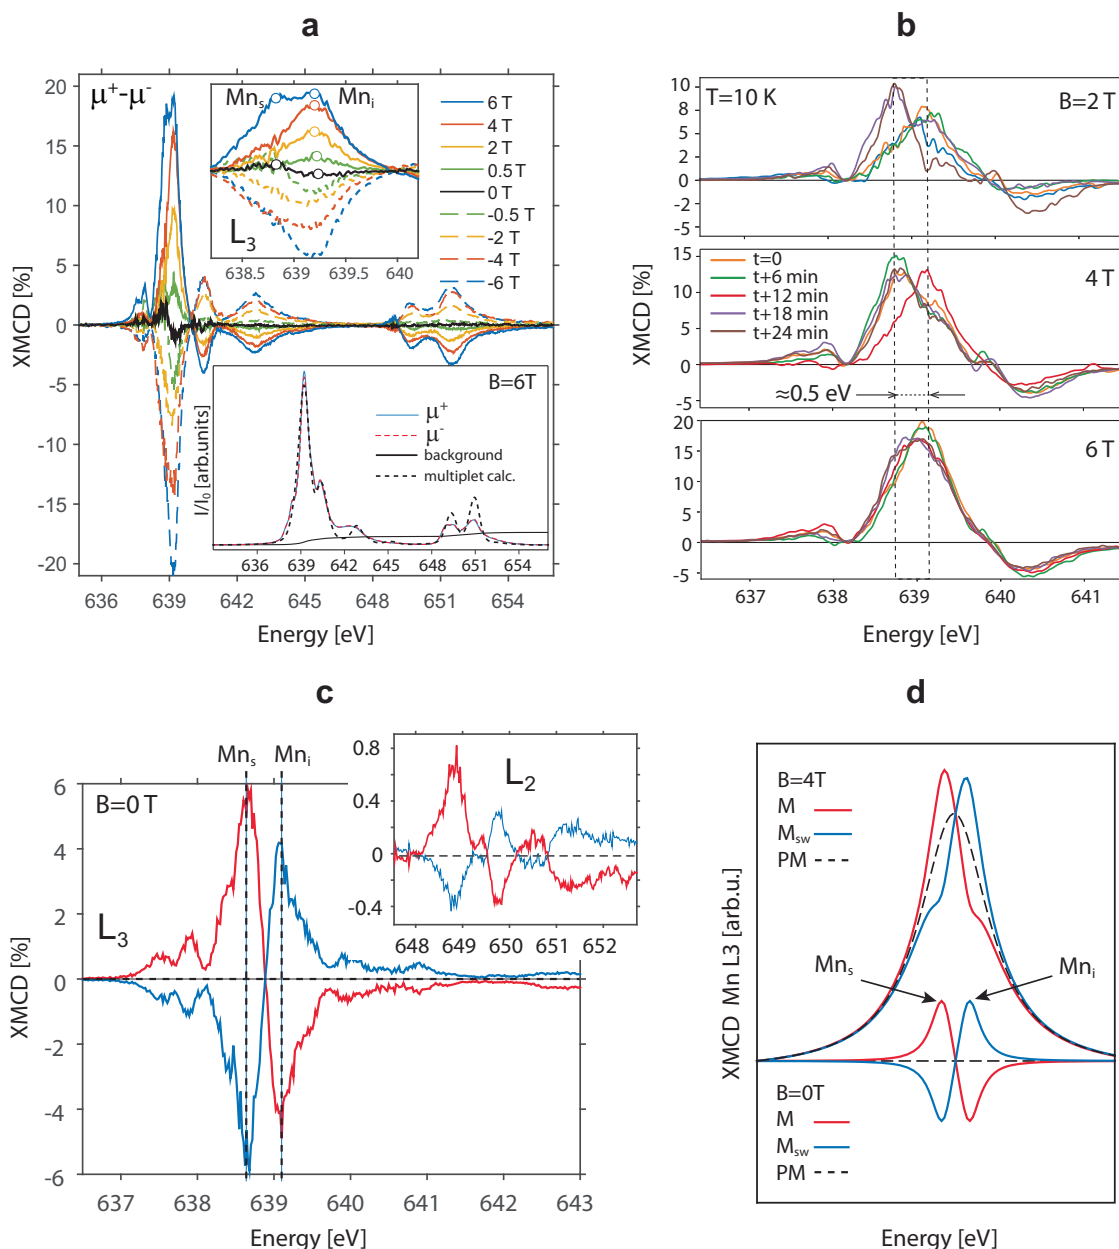 a
μ⁺-μ⁻
20
15
10
5
0
-5
-10
-15
-20
XMCD [%]
636 639 642 645 648 651 654
Energy [eV]
Mnₛ Mnᵢ
L₃
638.5 639 639.5 640
6 T
4 T
2 T
0.5 T
0 T
-0.5 T
-2 T
-4 T
-6 T
B=6T
μ⁺
μ⁻
background
multiplet calc.
I/I₀ [arb.units]
636 639 642 645 648 651 654
b
T=10 K
B=2 T
10
8
5
2
0
-2
-5
4 T
t=0
t+6 min
t+12 min
t+18 min
t+24 min
≈0.5 eV
15
10
5
0
-5
6 T
20
15
10
5
0
-5
XMCD [%]
637 638 639 640 641
Energy [eV]
c
Mnₛ Mnᵢ
B=0 T
L₃
6
4
2
0
-2
-4
-6
XMCD [%]
637 638 639 640 641 642 643
Energy [eV]
L₂
0.8
0.4
0
-0.4
648 649 650 651 652
d
B=4T
M
M_sw
PM
Mnₛ
Mnᵢ
B=0T
M
M_sw
PM
XMCD Mn L3 [arb.u.]
Energy [eV]